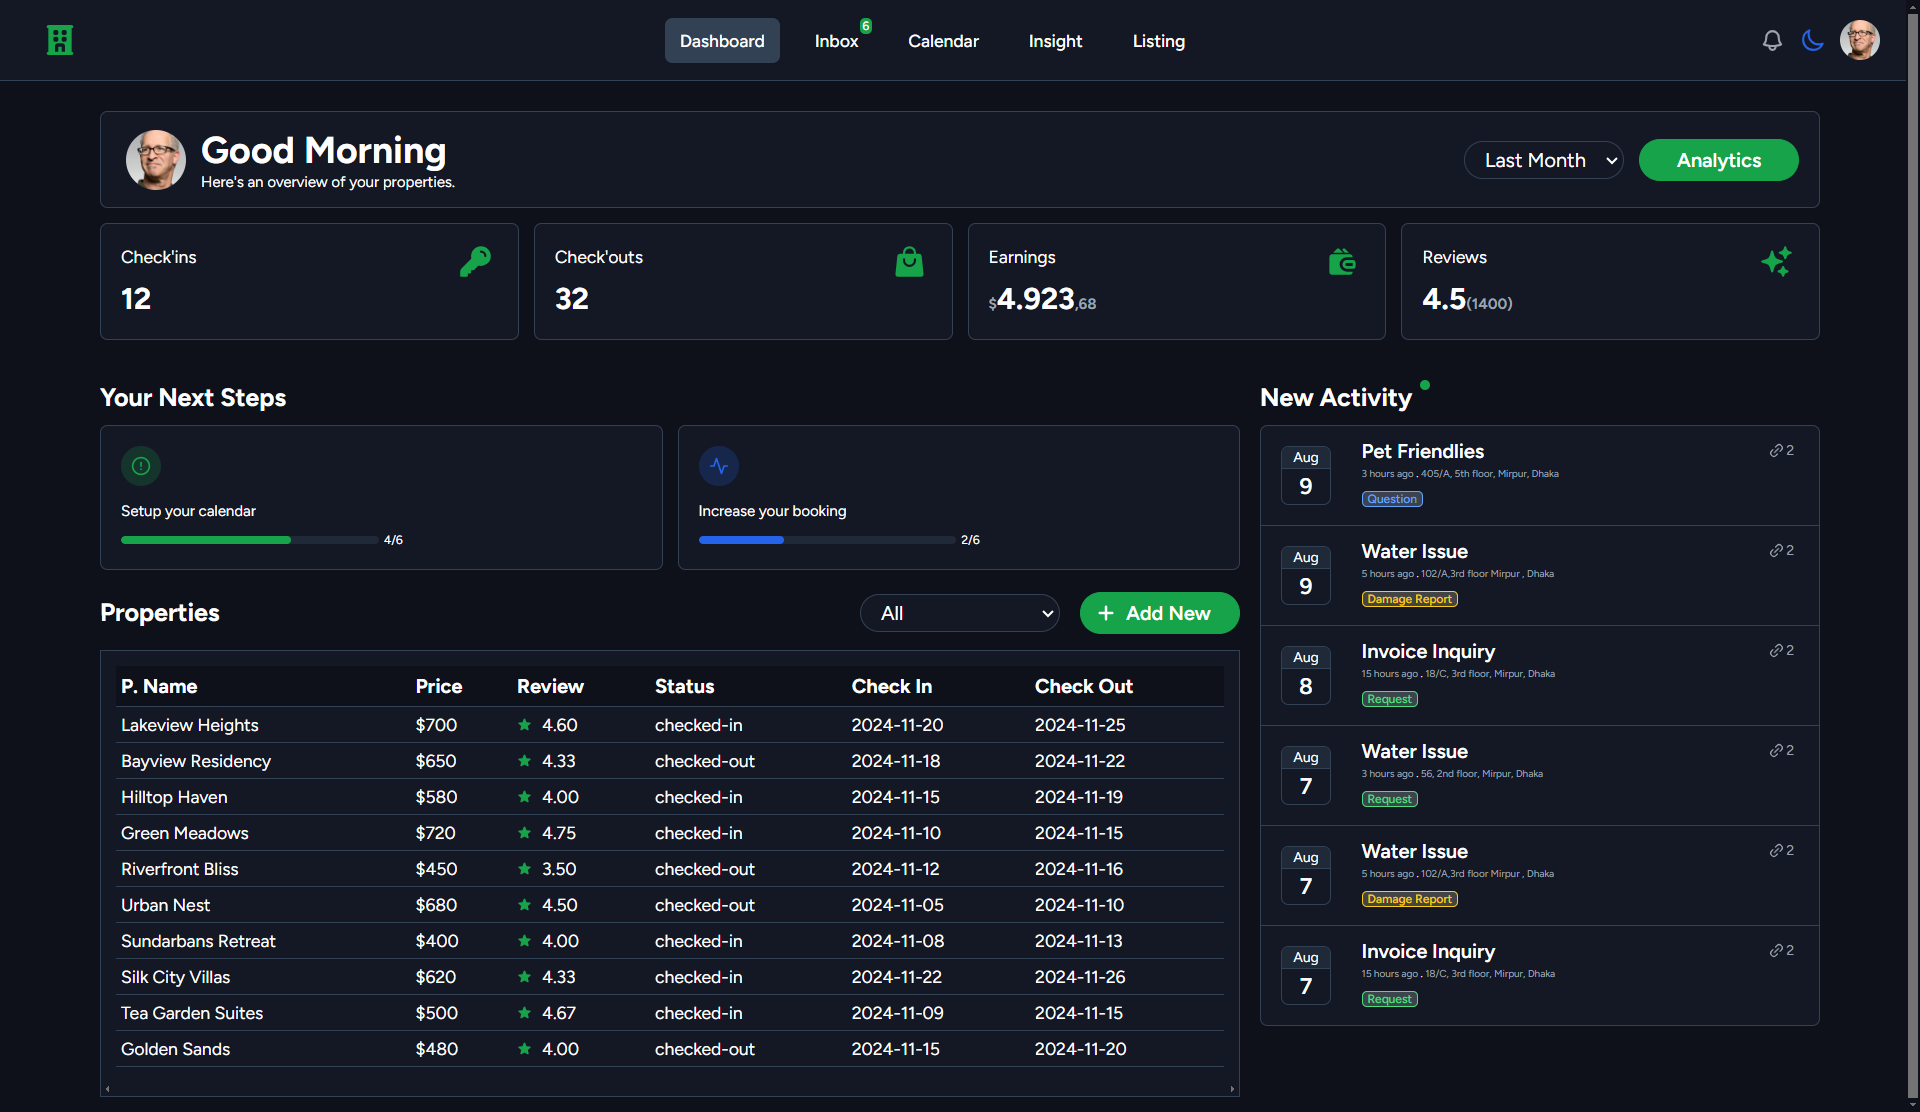 Dashboard
Inbox
6
Calendar
Insight
Listing
Good Morning
Here's an overview of your properties.
Last Month
Analytics
Check'ins
12
Check'outs
32
Earnings
$4.923,68
Reviews
4.5(1400)
Your Next Steps
Setup your calendar
4/6
Increase your booking
2/6
Properties
All
+ Add New
P. Name Price Review Status Check In Check Out
Lakeview Heights $700 4.60 checked-in 2024-11-20 2024-11-25
Bayview Residency $650 4.33 checked-out 2024-11-18 2024-11-22
Hilltop Haven $580 4.00 checked-in 2024-11-15 2024-11-19
Green Meadows $720 4.75 checked-in 2024-11-10 2024-11-15
Riverfront Bliss $450 3.50 checked-out 2024-11-12 2024-11-16
Urban Nest $680 4.50 checked-out 2024-11-05 2024-11-10
Sundarbans Retreat $400 4.00 checked-in 2024-11-08 2024-11-13
Silk City Villas $620 4.33 checked-in 2024-11-22 2024-11-26
Tea Garden Suites $500 4.67 checked-in 2024-11-09 2024-11-15
Golden Sands $480 4.00 checked-out 2024-11-15 2024-11-20
New Activity
Aug
9
Pet Friendlies
2
3 hours ago . 405/A, 5th floor, Mirpur, Dhaka
Question
Aug
9
Water Issue
2
5 hours ago . 102/A,3rd floor Mirpur , Dhaka
Damage Report
Aug
8
Invoice Inquiry
2
15 hours ago . 18/C, 3rd floor, Mirpur, Dhaka
Request
Aug
7
Water Issue
2
3 hours ago . 56, 2nd floor, Mirpur, Dhaka
Request
Aug
7
Water Issue
2
5 hours ago . 102/A,3rd floor Mirpur , Dhaka
Damage Report
Aug
7
Invoice Inquiry
2
15 hours ago . 18/C, 3rd floor, Mirpur, Dhaka
Request